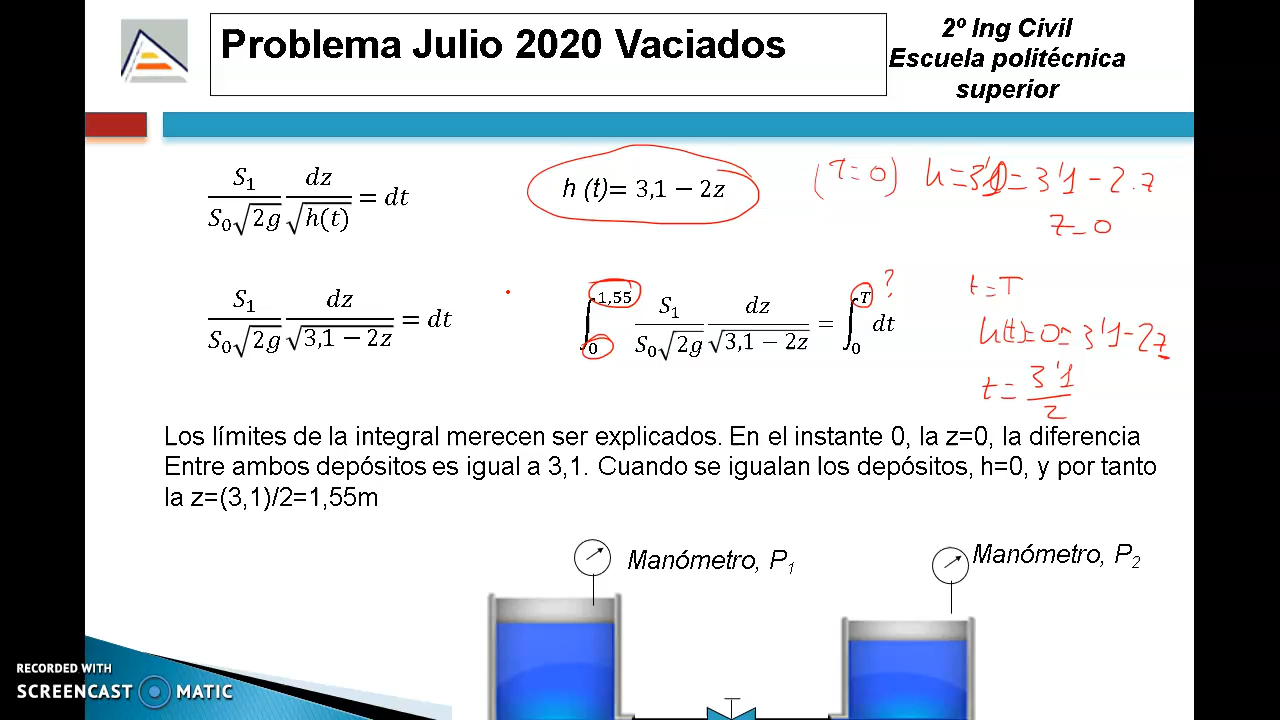 Problema Julio 2020 Vaciados
2º Ing Civil
Escuela politécnica
superior
S₁/(S₀√2g) dz/√h(t) = dt
h (t)= 3,1 − 2z
(t=0) h=3'1=3'1-2·z
z=0
S₁/(S₀√2g) dz/√(3,1 − 2z) = dt
∫₀^1,55 S₁/(S₀√2g) dz/√(3,1 − 2z) = ∫₀^T dt
?
t=T
h(t)=0=3'1-2z
t=3'1/2
Los límites de la integral merecen ser explicados. En el instante 0, la z=0, la diferencia
Entre ambos depósitos es igual a 3,1. Cuando se igualan los depósitos, h=0, y por tanto
la z=(3,1)/2=1,55m
Manómetro, P₁
Manómetro, P₂
RECORDED WITH
SCREENCAST MATIC